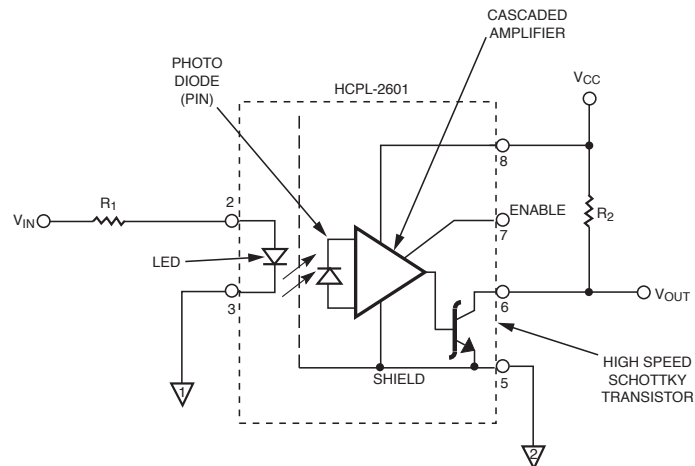 CASCADED
AMPLIFIER
PHOTO
DIODE
(PIN)
HCPL-2601
VCC
8
R1
2
VIN
ENABLE
7
R2
LED
3
6
VOUT
1
SHIELD
5
HIGH SPEED
SCHOTTKY
TRANSISTOR
2